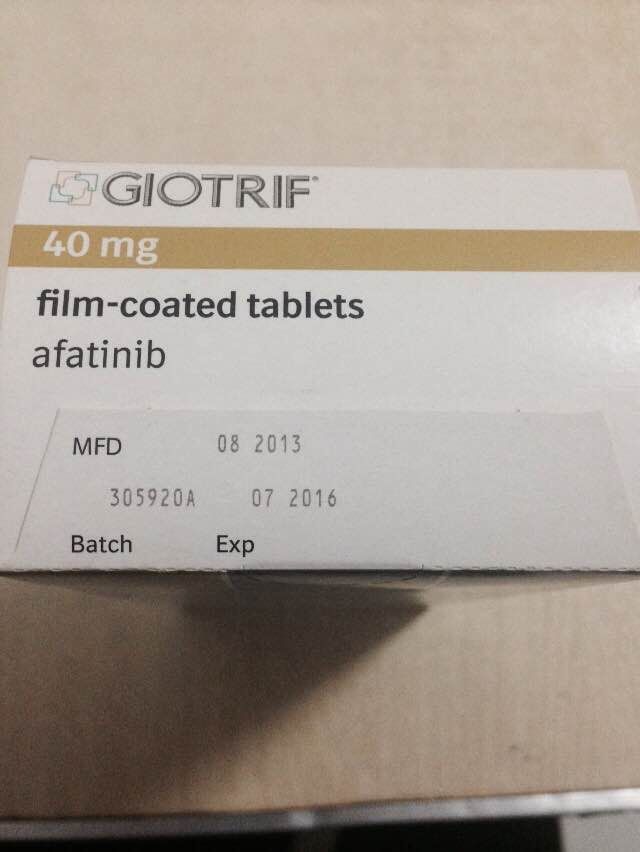 GIOTRIF®
40 mg
film-coated tablets
afatinib
MFD 08 2013
305920A 07 2016
Batch Exp